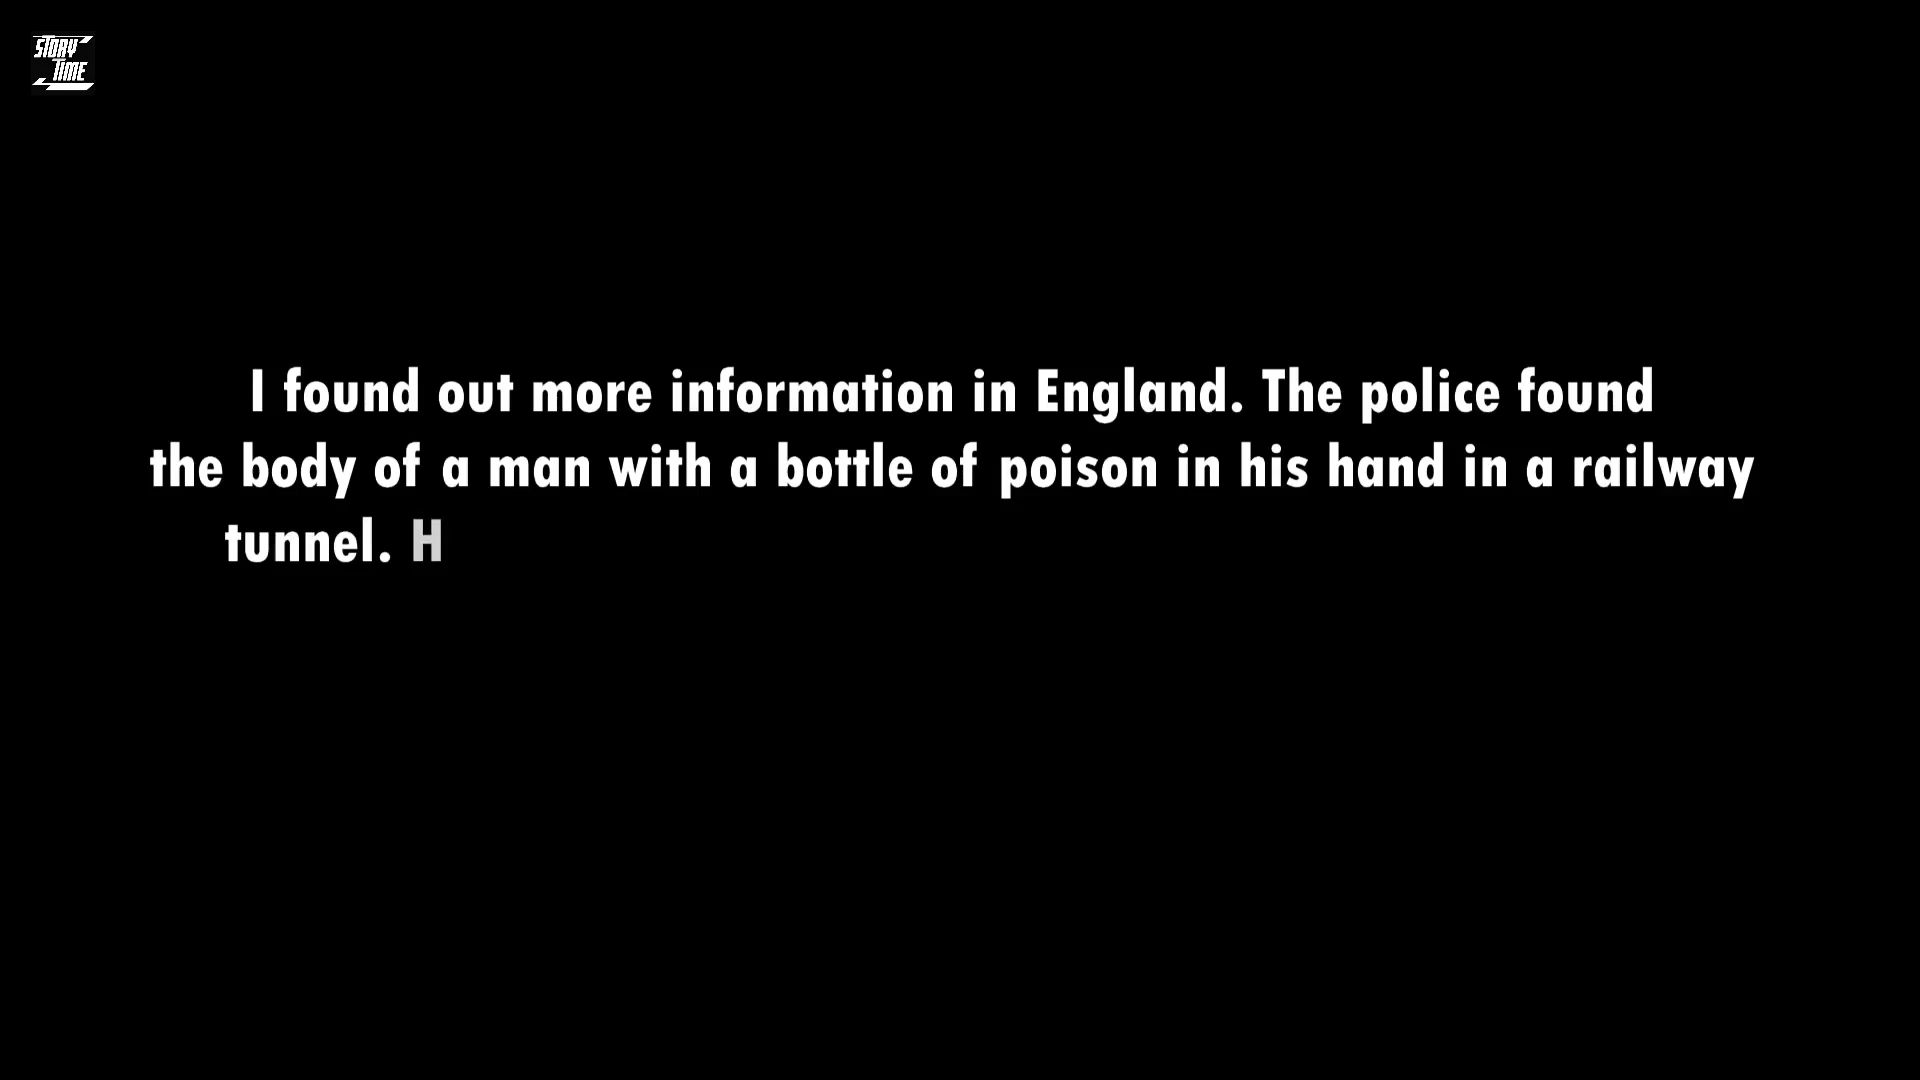 STORY
TIME
I found out more information in England. The police found
the body of a man with a bottle of poison in his hand in a railway
tunnel. H